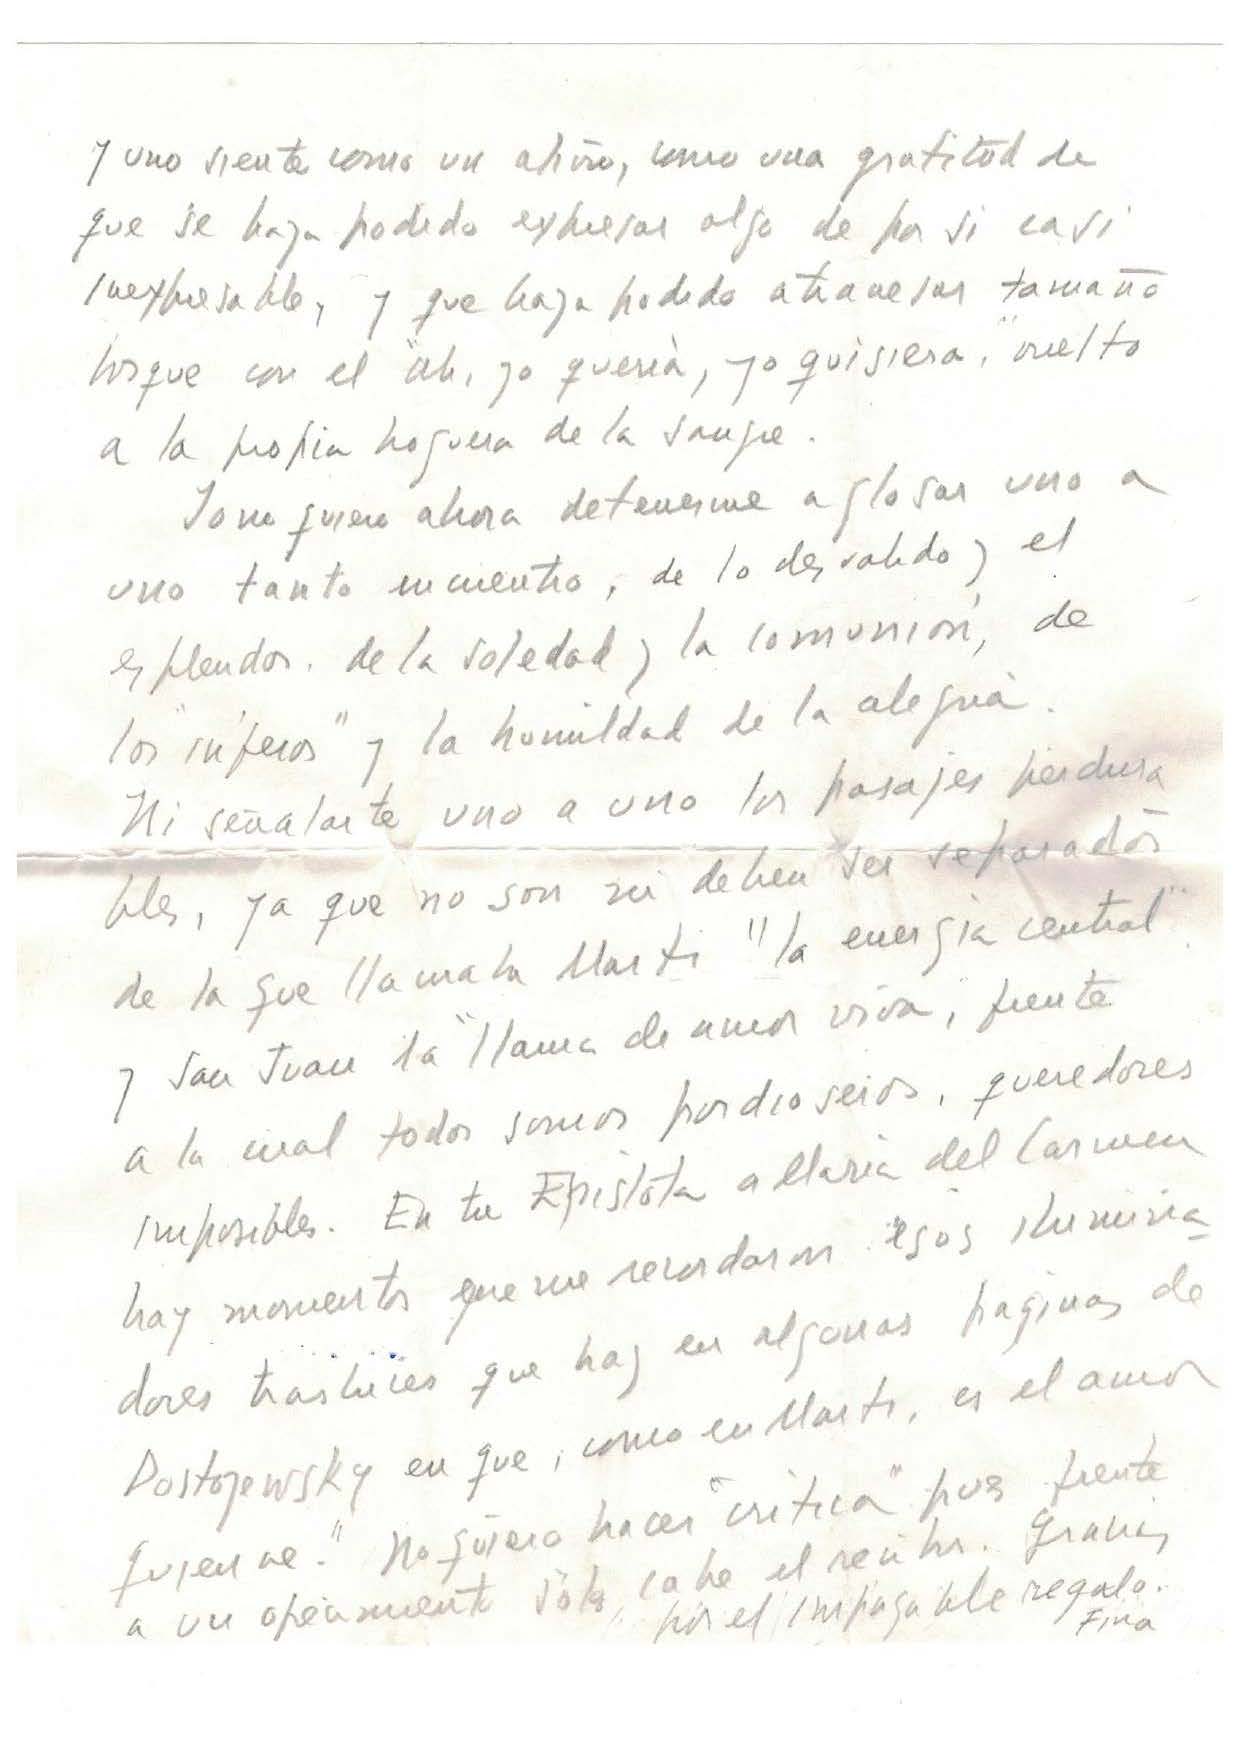 y uno siente como un alivio, como una gratitud de
que se haya podido expresar algo de por si casi
inexpresable, y que haya podido atravesar tamaño
bosque con el "ah, yo quería, yo quisiera," vuelto
a la propia hoguera de la sangre.
Yo no quiero ahora detenerme a glosar uno a
uno tanto encuentro, de lo desvalido y el
esplendor. de la soledad y la comunión, de
los "ínferos" y la humildad de la alegría.
Ni señalarte uno a uno los pasajes perdura
bles, ya que no son ni deben ser separados
de la que llamaba Martí "la energía central"
y San Juan la "llama de amor viva, frente
a la cual todos somos pordioseros, queredores
imposibles. En tu Epístola a María del Carmen
hay momentos que me recordaron esos ilumina
dores trasluces que hay en algunas páginas de
Dostojewsky en que, como en Martí, es el amor
quien ve." No quiero hacer "crítica" pues frente
a un sólo cabe el recibir. Gracias
por el impagable regalo.
Fina